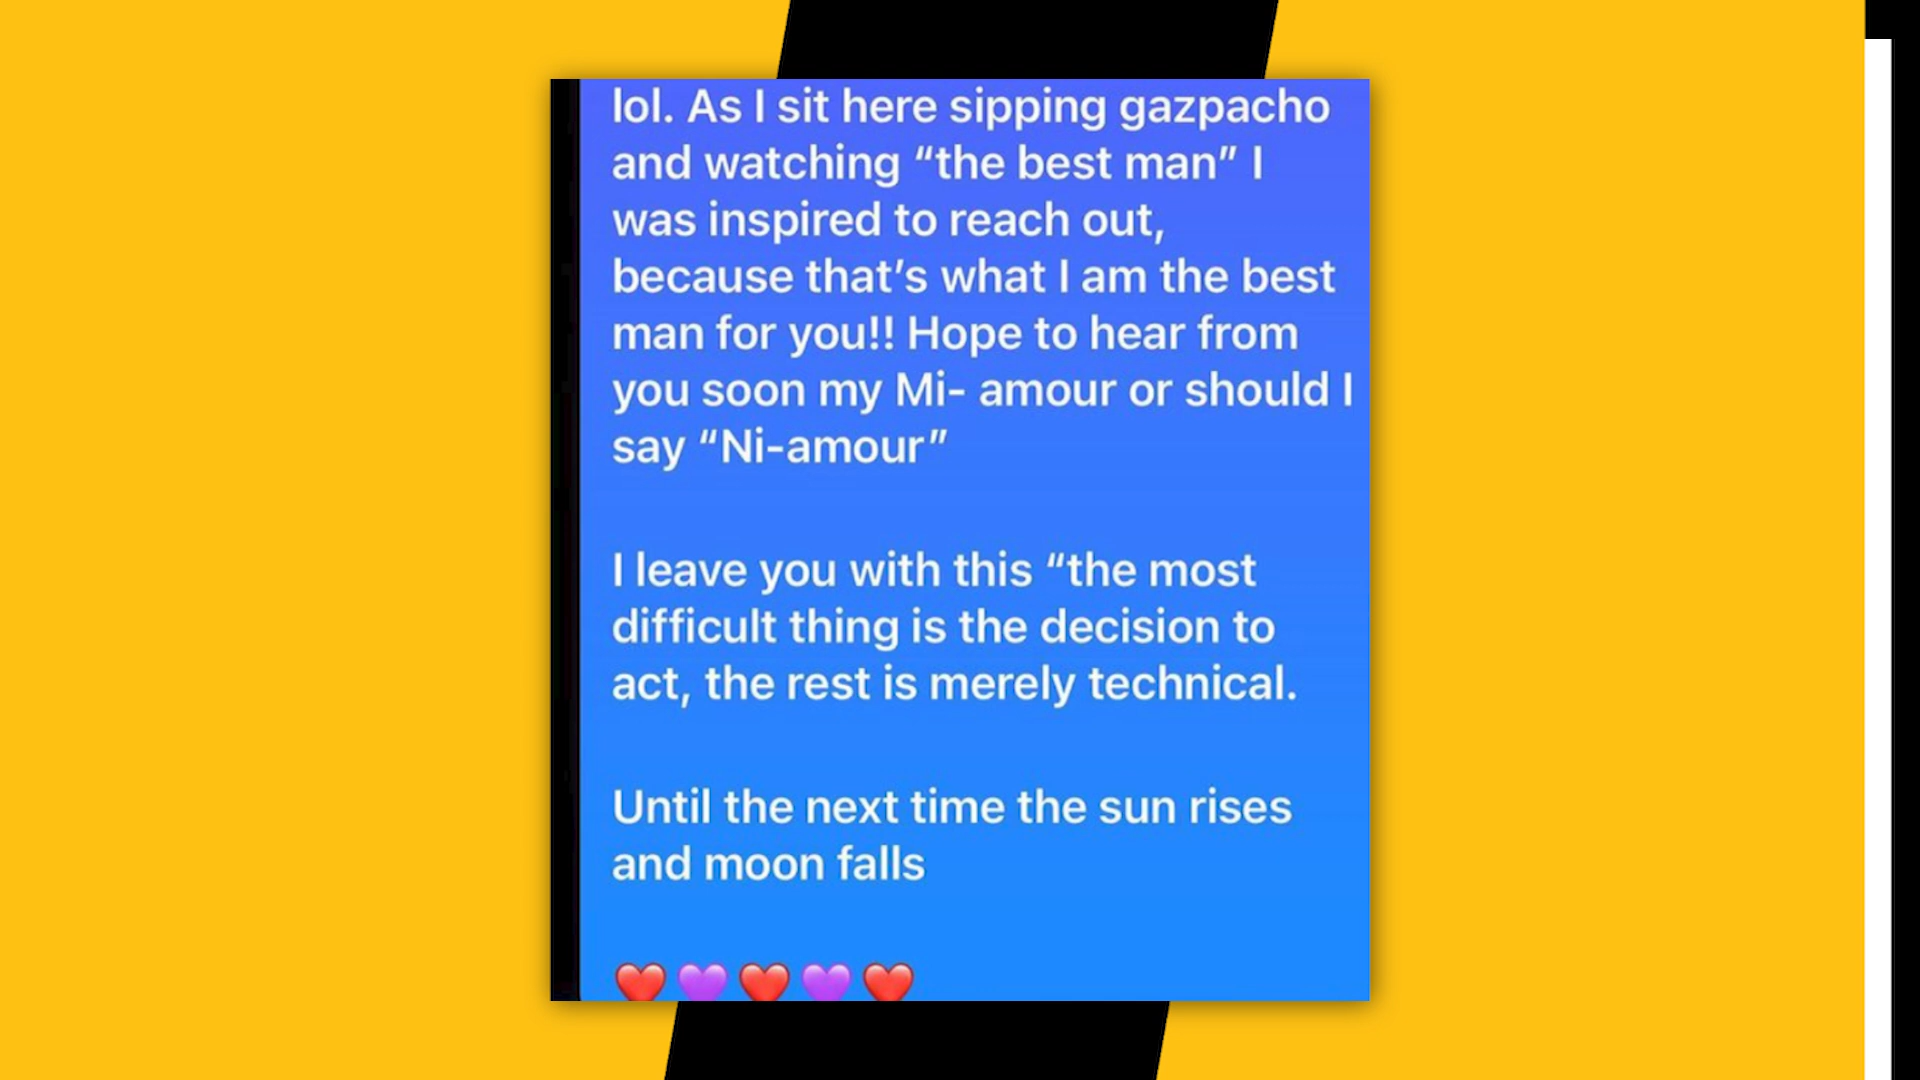 lol. As I sit here sipping gazpacho
and watching “the best man” I
was inspired to reach out,
because that’s what I am the best
man for you!! Hope to hear from
you soon my Mi- amour or should I
say “Ni-amour”
I leave you with this “the most
difficult thing is the decision to
act, the rest is merely technical.
Until the next time the sun rises
and moon falls
❤️💜❤️💜❤️